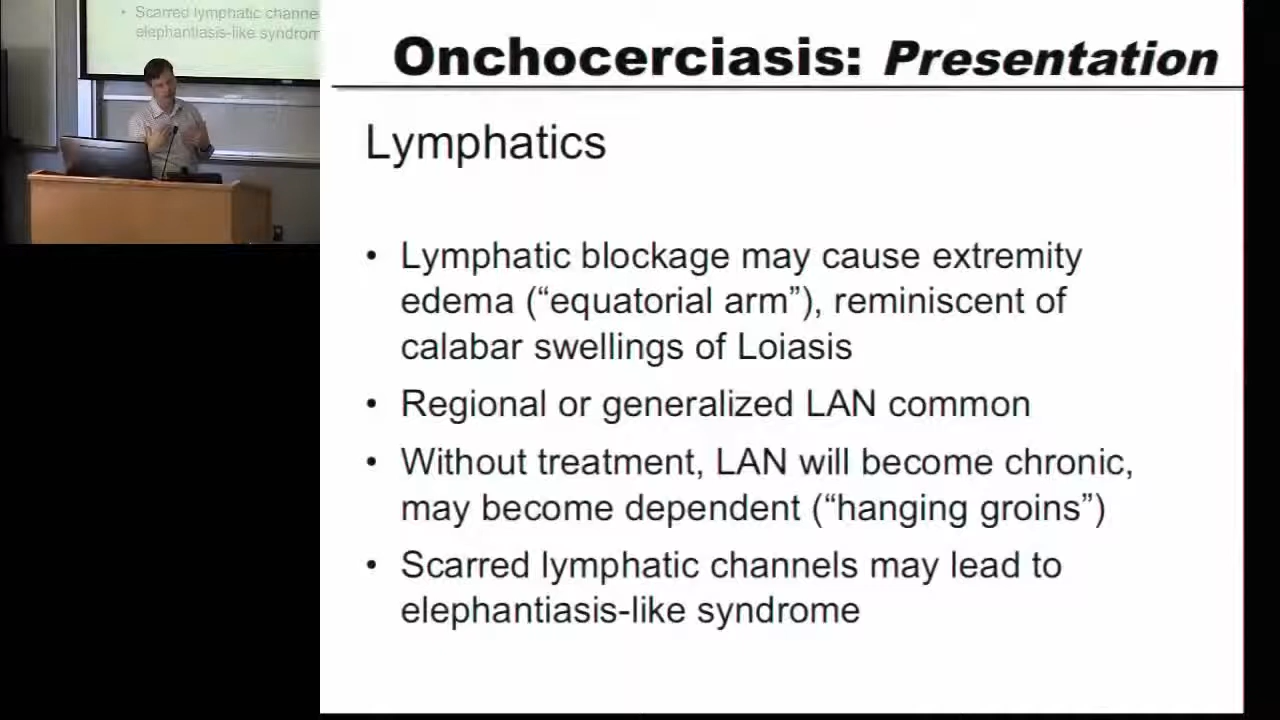 Scarred lymphatic channe
elephantiasis-like syndrom
Onchocerciasis: Presentation
Lymphatics
• Lymphatic blockage may cause extremity
edema (“equatorial arm”), reminiscent of
calabar swellings of Loiasis
• Regional or generalized LAN common
• Without treatment, LAN will become chronic,
may become dependent (“hanging groins”)
• Scarred lymphatic channels may lead to
elephantiasis-like syndrome